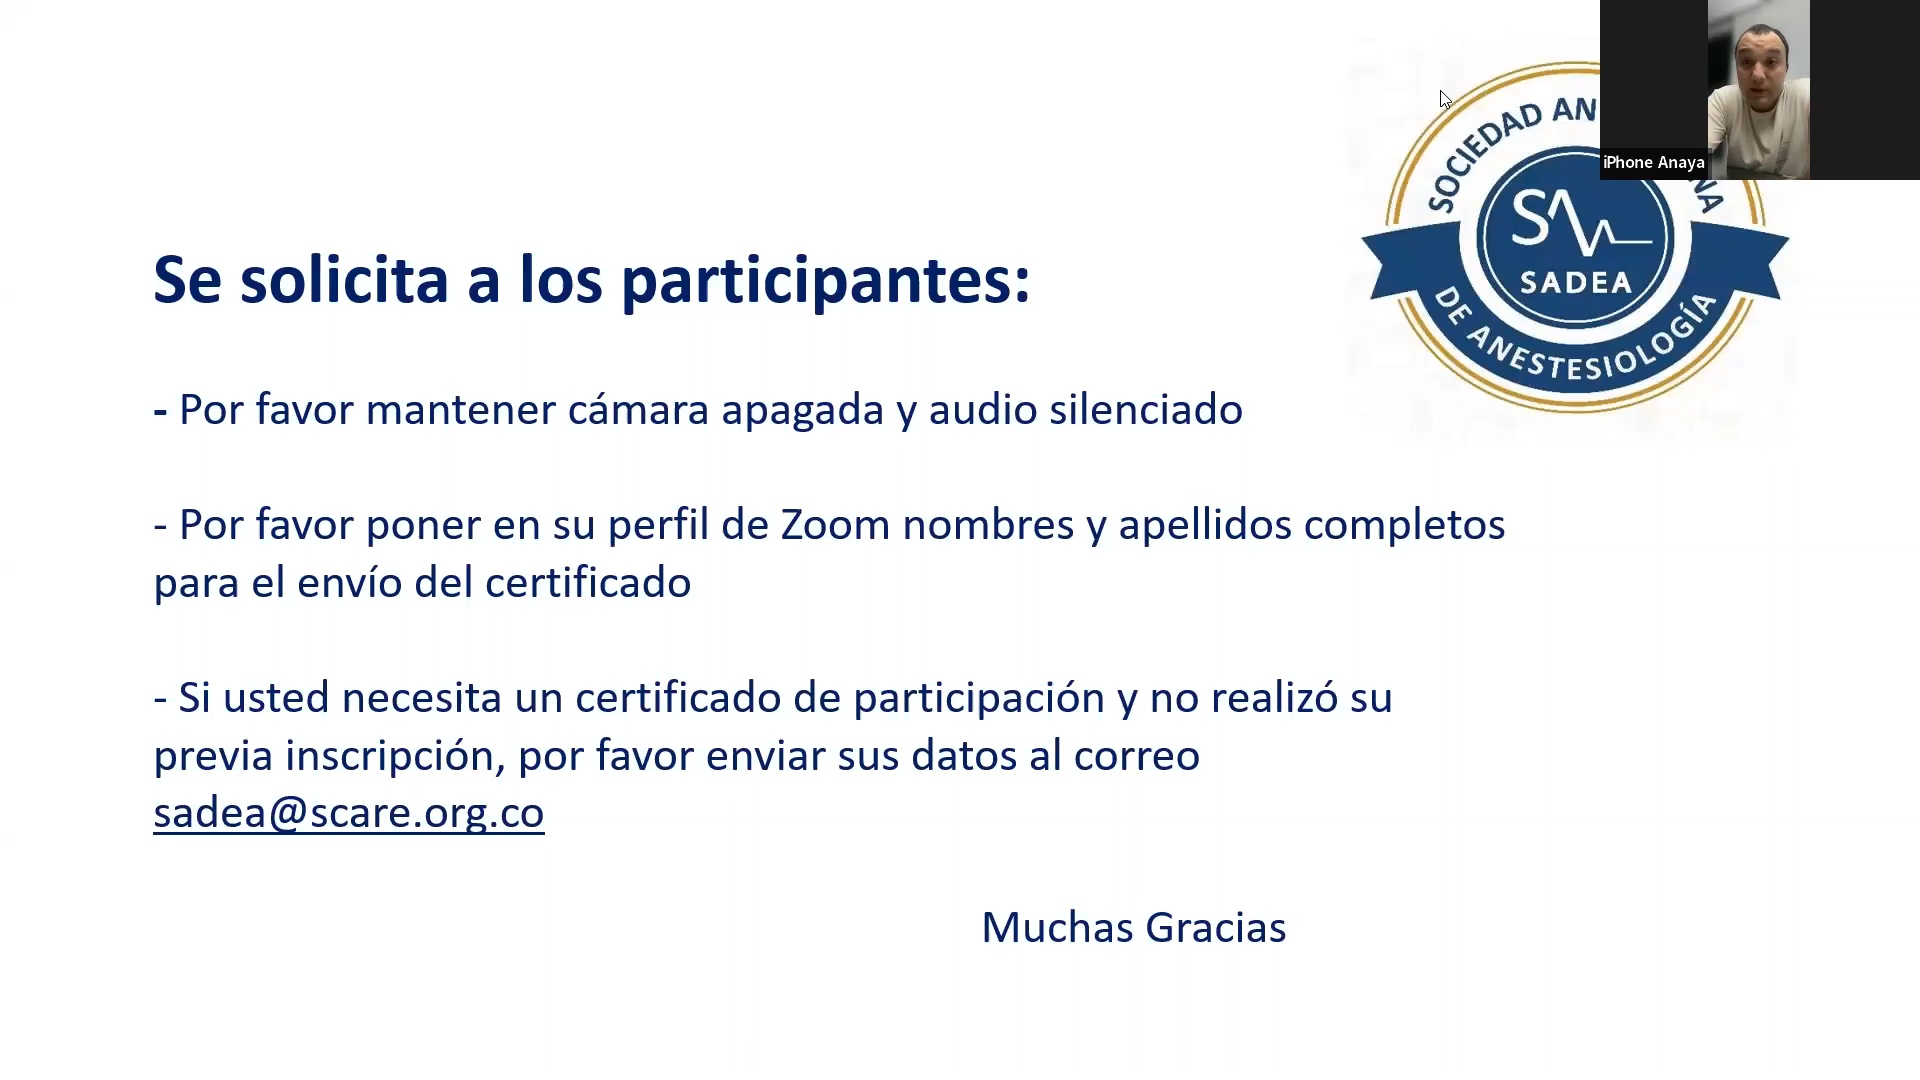 iPhone Anaya
SOCIEDAD
SADEA
DE ANESTESIOLOGÍA
Se solicita a los participantes:
- Por favor mantener cámara apagada y audio silenciado
- Por favor poner en su perfil de Zoom nombres y apellidos completos
para el envío del certificado
- Si usted necesita un certificado de participación y no realizó su
previa inscripción, por favor enviar sus datos al correo
sadea@scare.org.co
Muchas Gracias